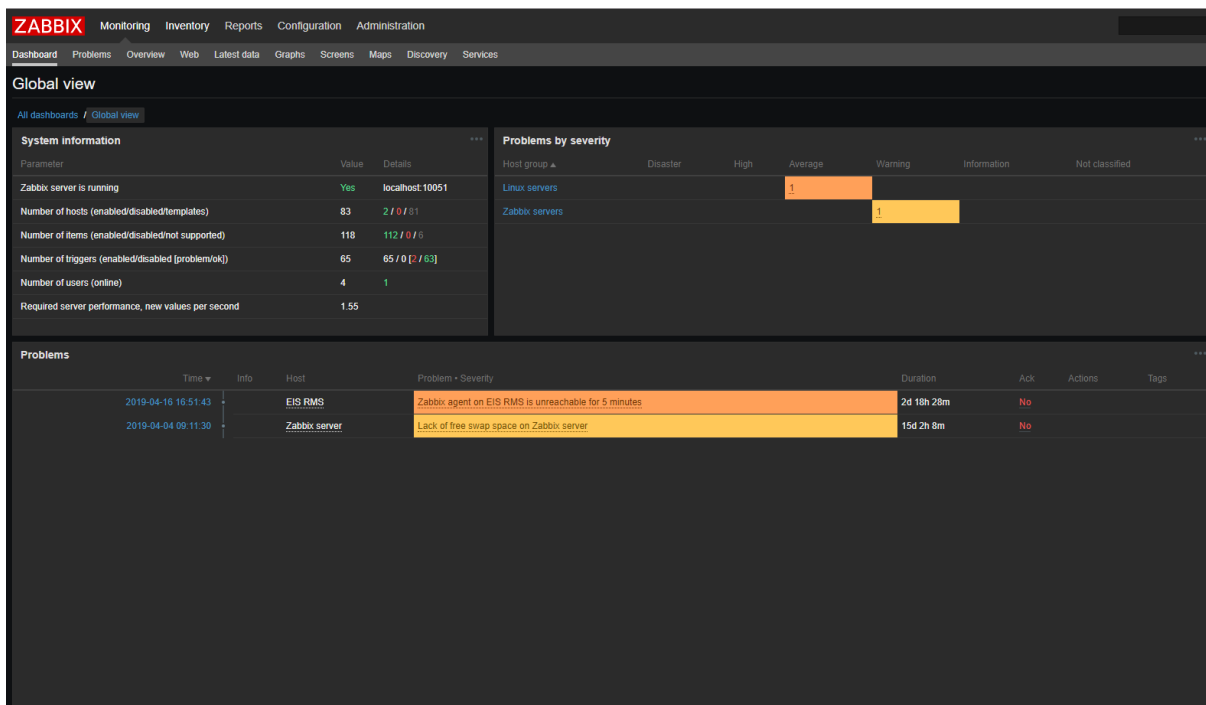 ZABBIX Monitoring Inventory Reports Configuration Administration
Dashboard Problems Overview Web Latest data Graphs Screens Maps Discovery Services
Global view
All dashboards / Global view
System information
Parameter Value Details
Zabbix server is running Yes localhost:10051
Number of hosts (enabled/disabled/templates) 83 2 / 0 / 81
Number of items (enabled/disabled/not supported) 118 112 / 0 / 6
Number of triggers (enabled/disabled [problem/ok]) 65 65 / 0 [2 / 63]
Number of users (online) 4 1
Required server performance, new values per second 1.55
Problems by severity
Host group Disaster High Average Warning Information Not classified
Linux servers 1
Zabbix servers 1
Problems
Time Info Host Problem • Severity Duration Ack Actions Tags
2019-04-16 16:51:43 EIS RMS Zabbix agent on EIS RMS is unreachable for 5 minutes 2d 18h 28m No
2019-04-04 09:11:30 Zabbix server Lack of free swap space on Zabbix server 15d 2h 8m No